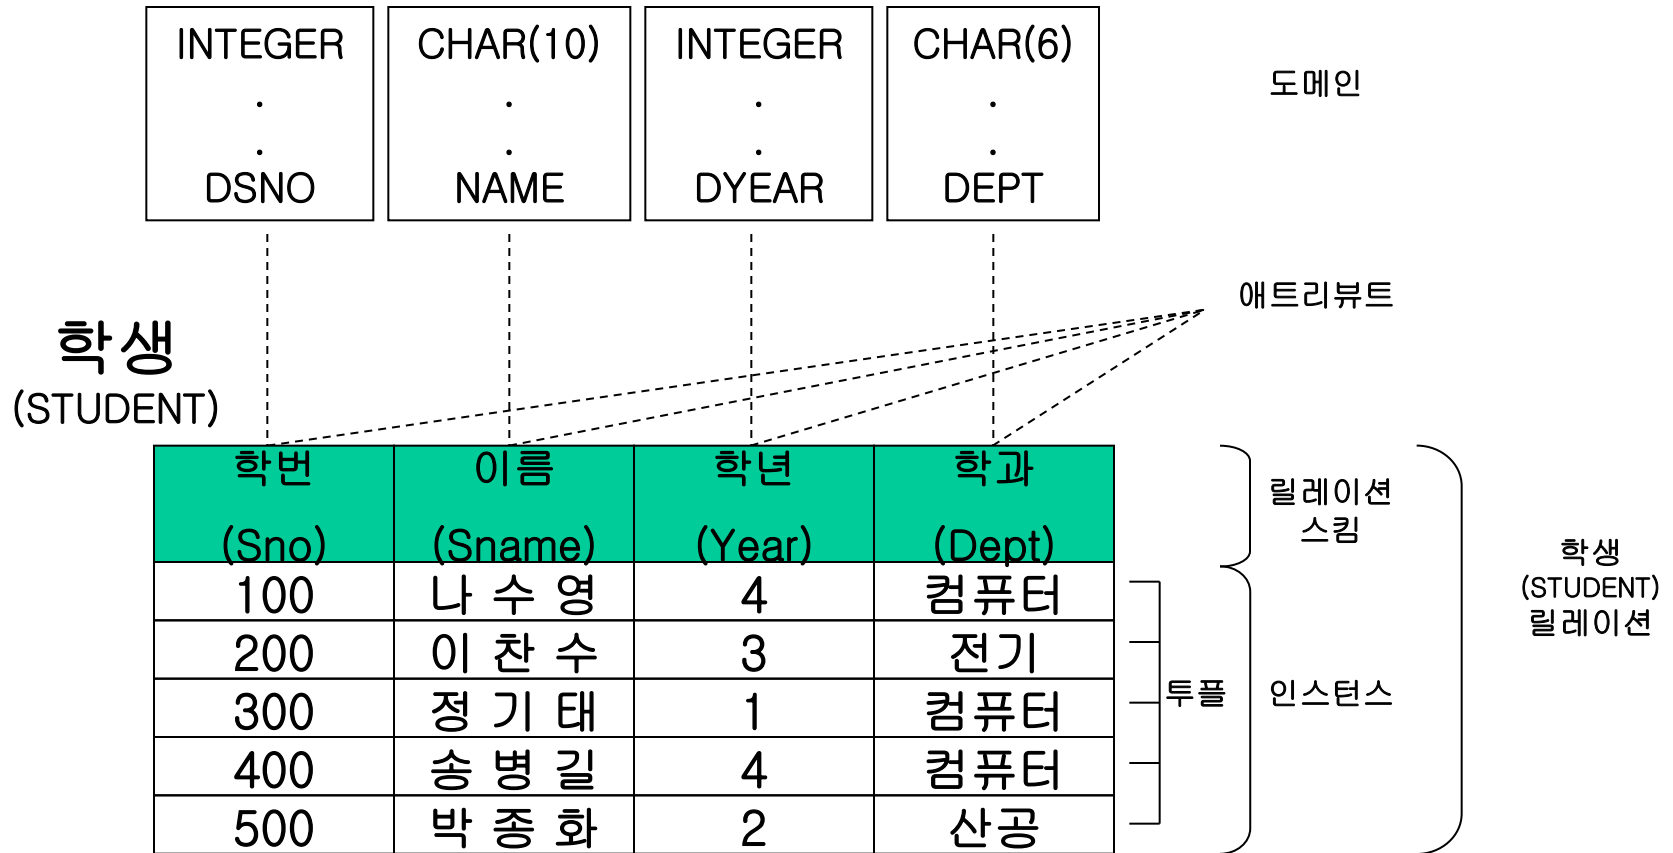 INTEGER CHAR(10) INTEGER CHAR(6)
. . . .
. . . .
DSNO NAME DYEAR DEPT
도메인
애트리뷰트
학생
(STUDENT)
학번 이름 학년 학과
(Sno) (Sname) (Year) (Dept)
100 나 수 영 4 컴퓨터
200 이 찬 수 3 전기
300 정 기 태 1 컴퓨터
400 송 병 길 4 컴퓨터
500 박 종 화 2 산공
투플
릴레이션
스킴
인스턴스
학생
(STUDENT)
릴레이션